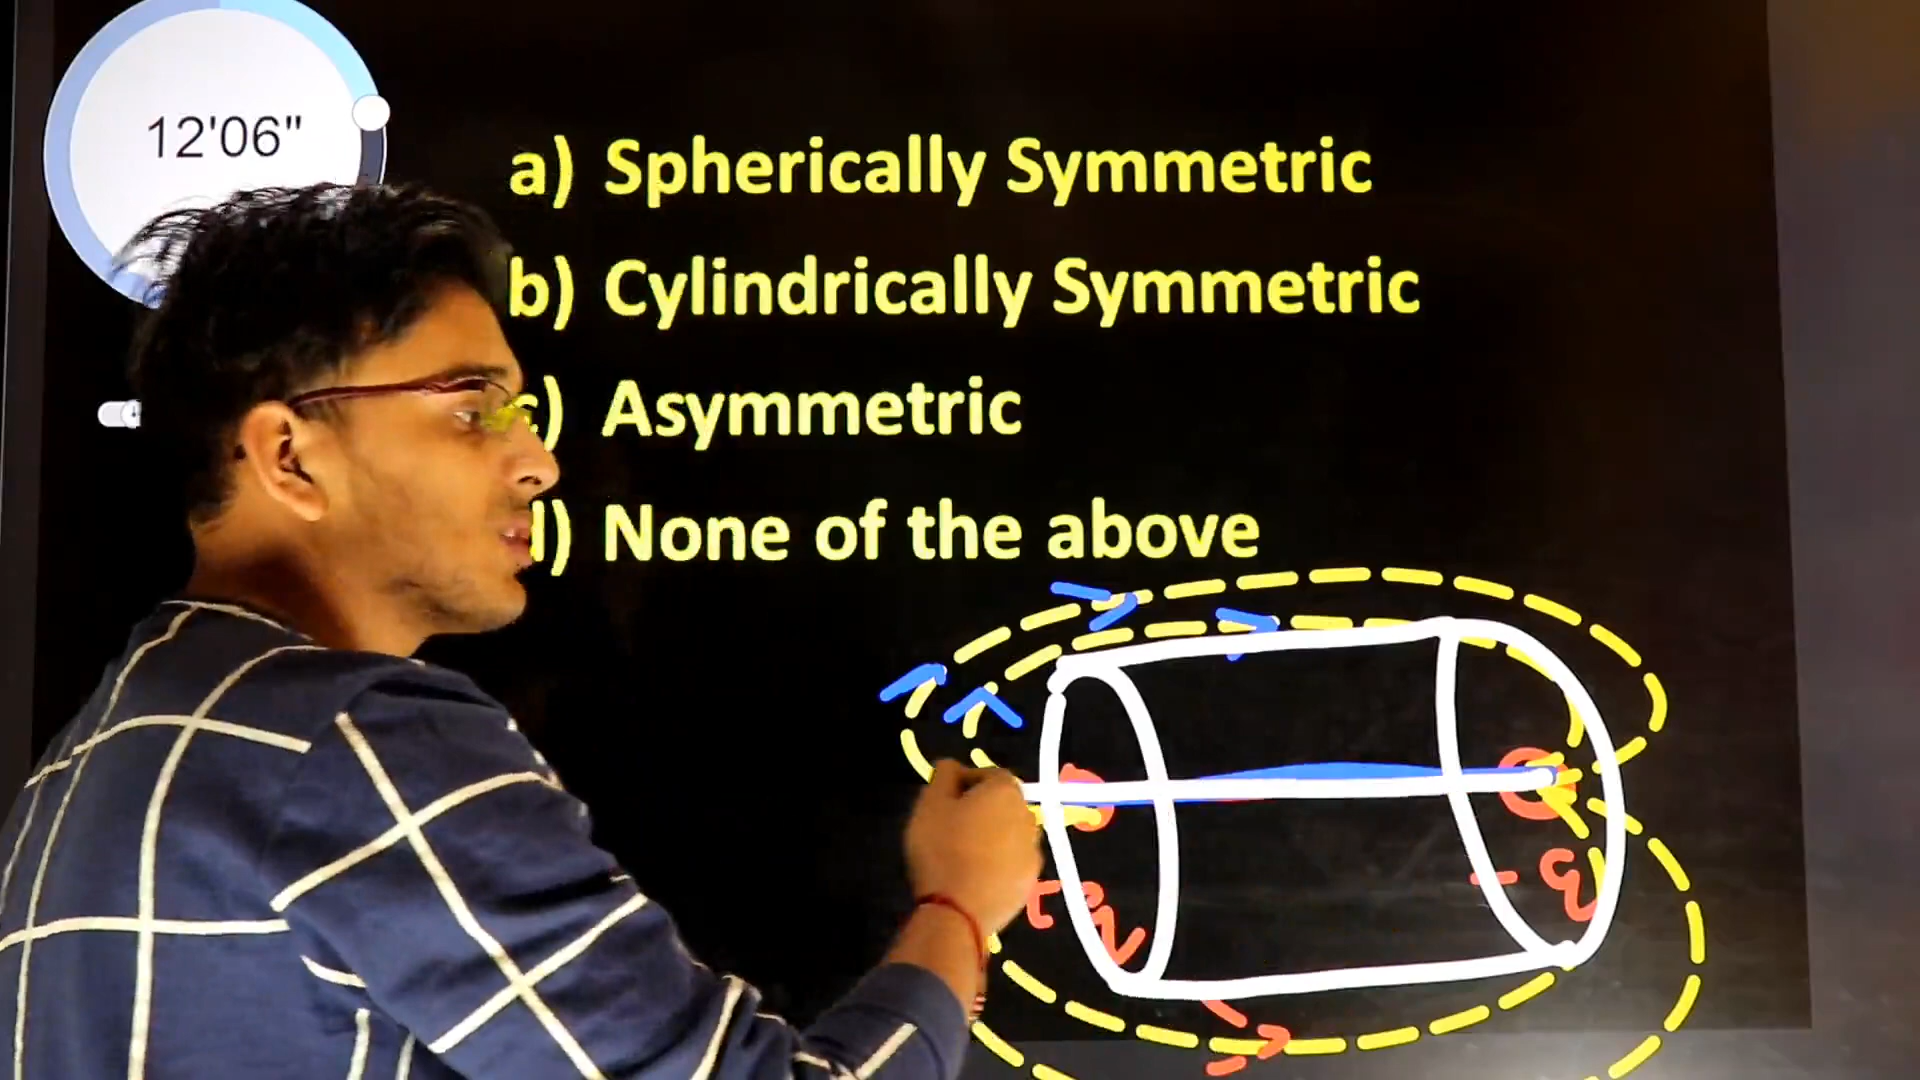 12'06"
a) Spherically Symmetric
b) Cylindrically Symmetric
c) Asymmetric
d) None of the above
+q
-q